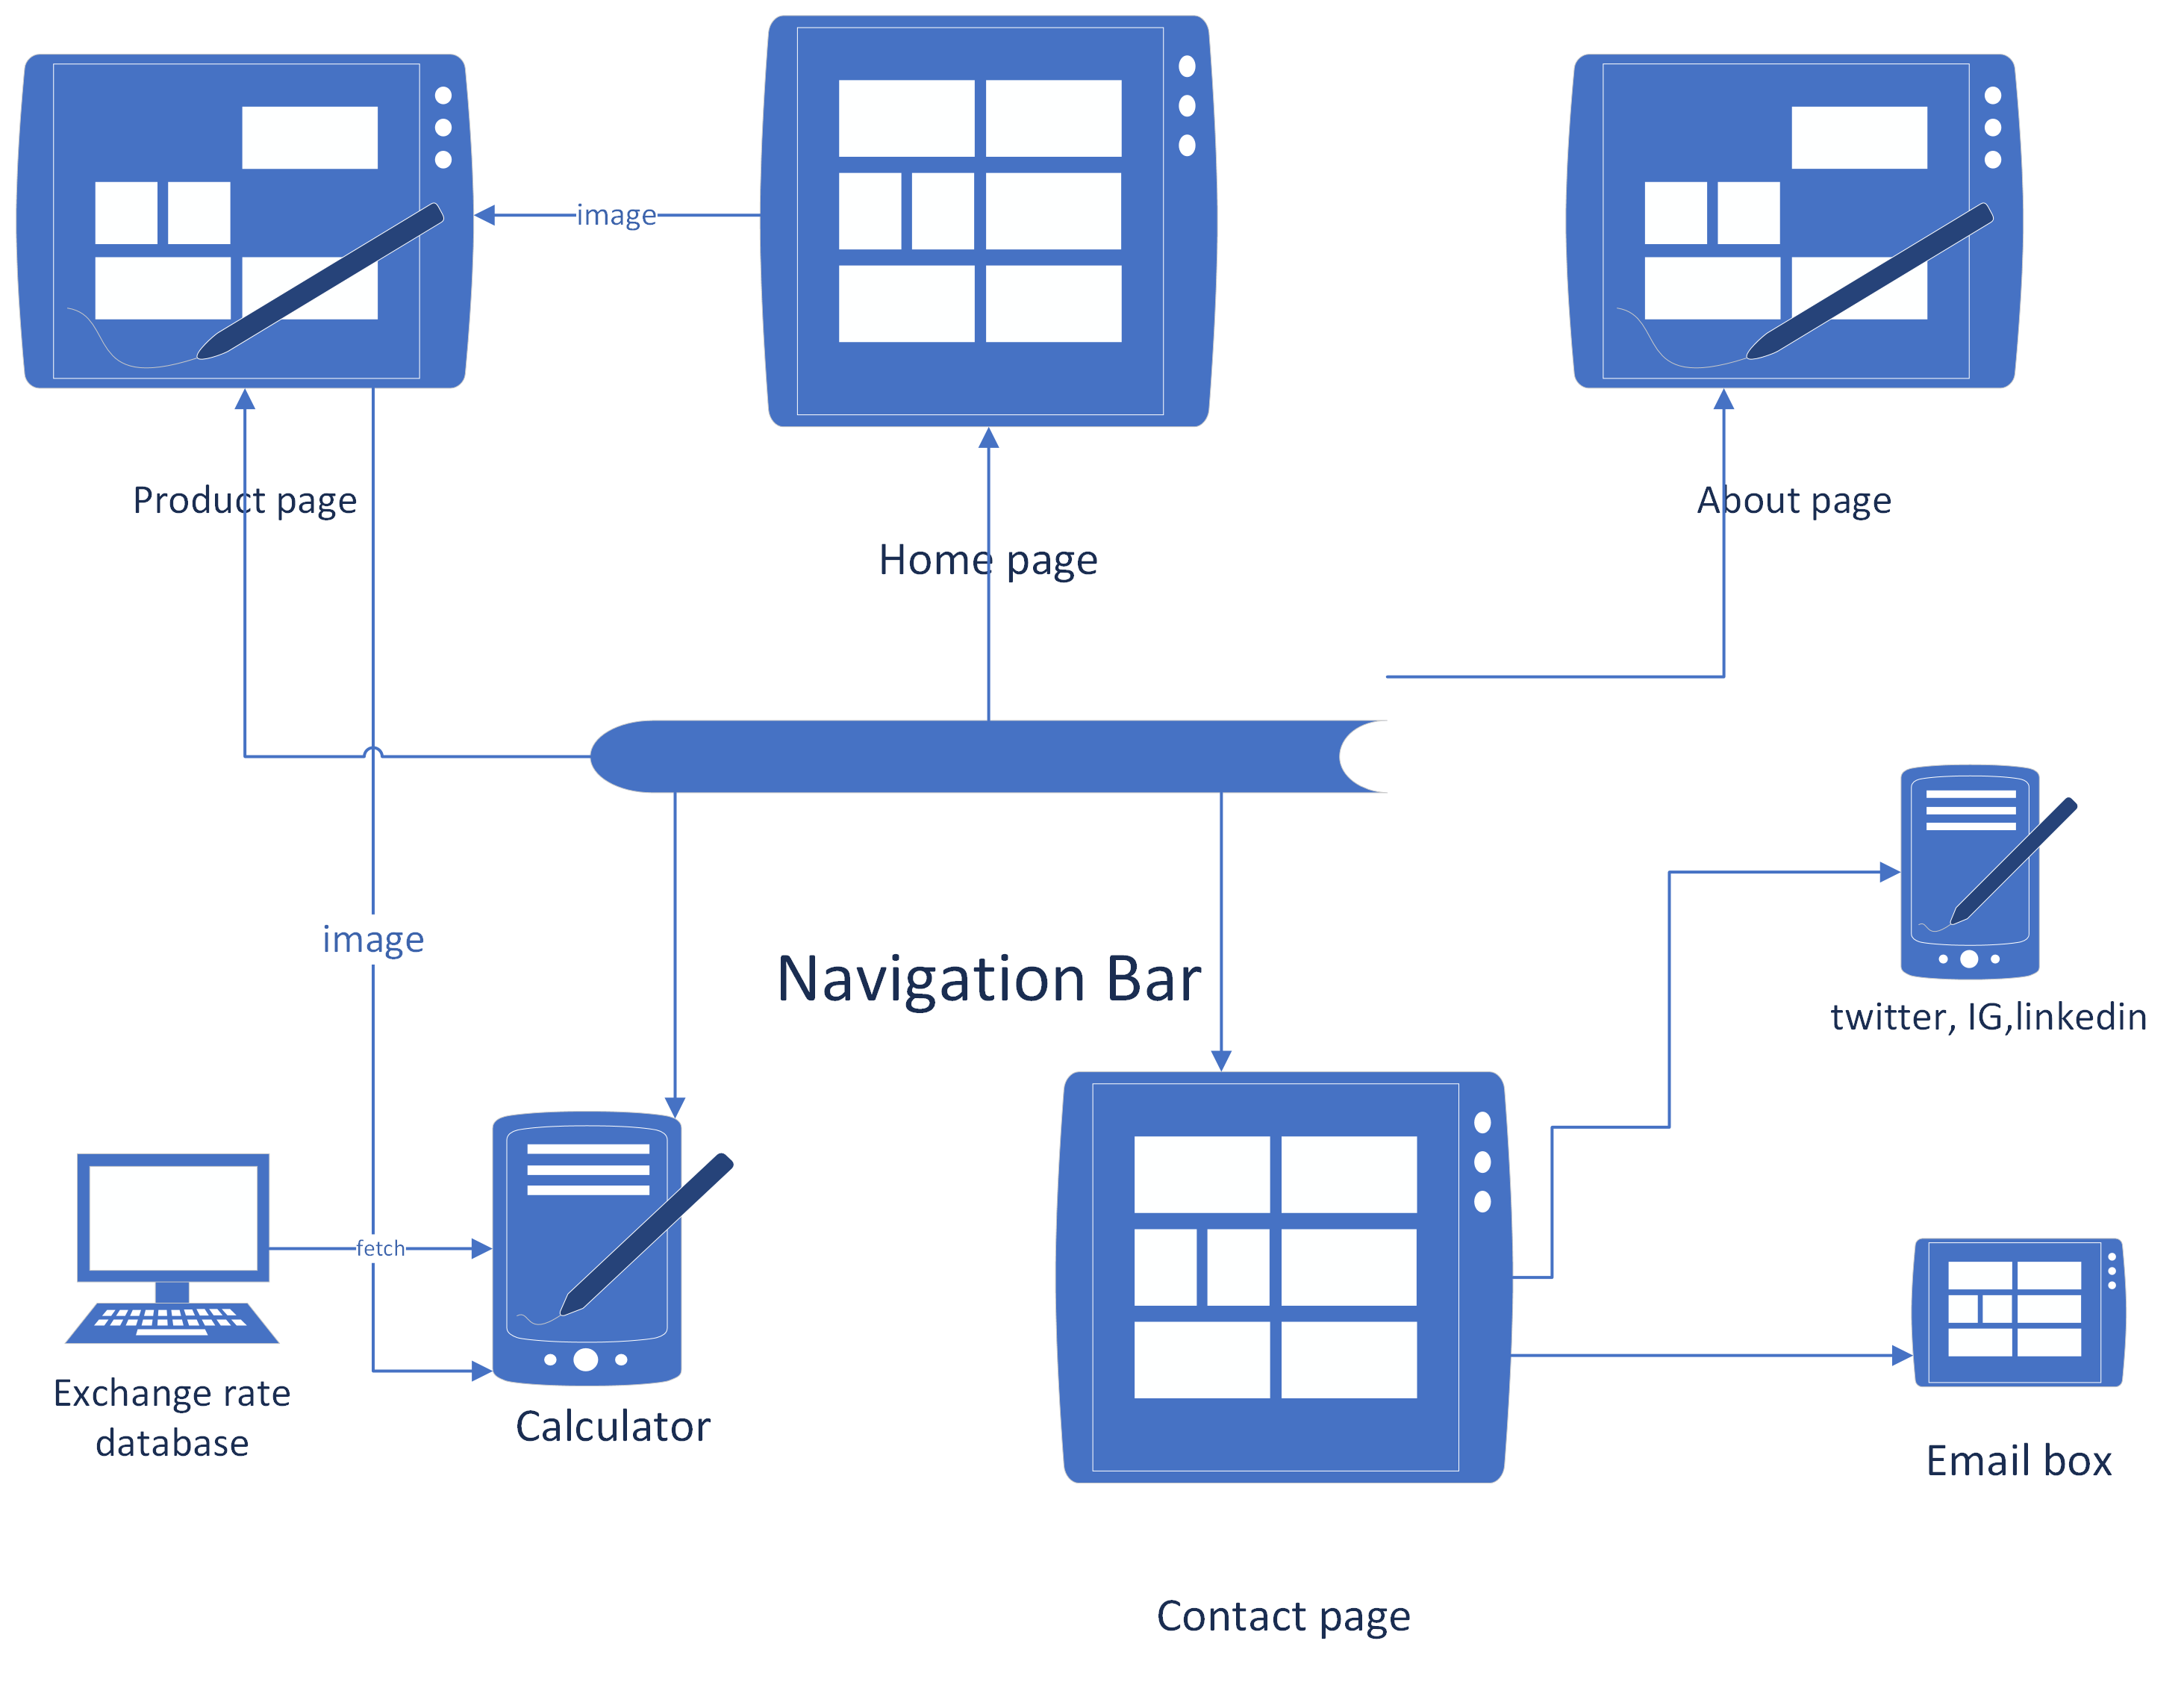 image
Product page
About page
Home page
image
Navigation Bar
twitter, IG,linkedin
fetch
Exchange rate
database
Calculator
Email box
Contact page